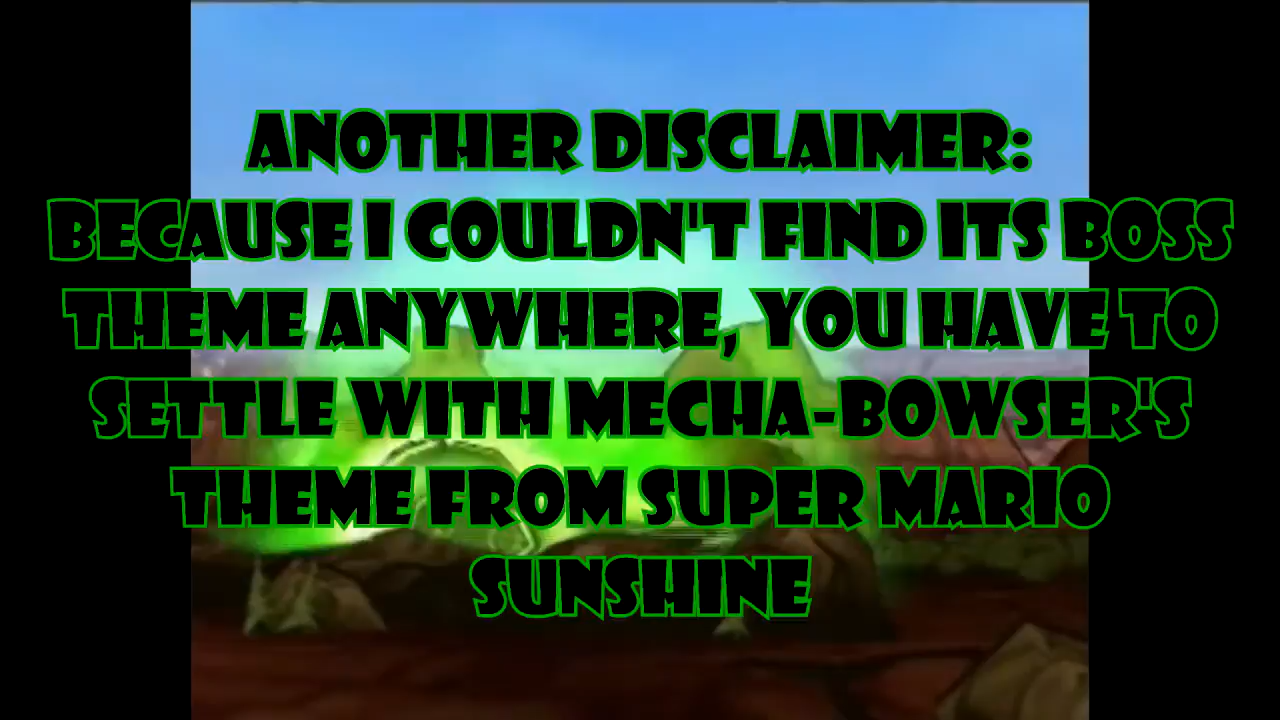 ANOTHER DISCLAIMER:
BECAUSE I COULDN'T FIND ITS BOSS
THEME ANYWHERE, YOU HAVE TO
SETTLE WITH MECHA-BOWSER'S
THEME FROM SUPER MARIO
SUNSHINE